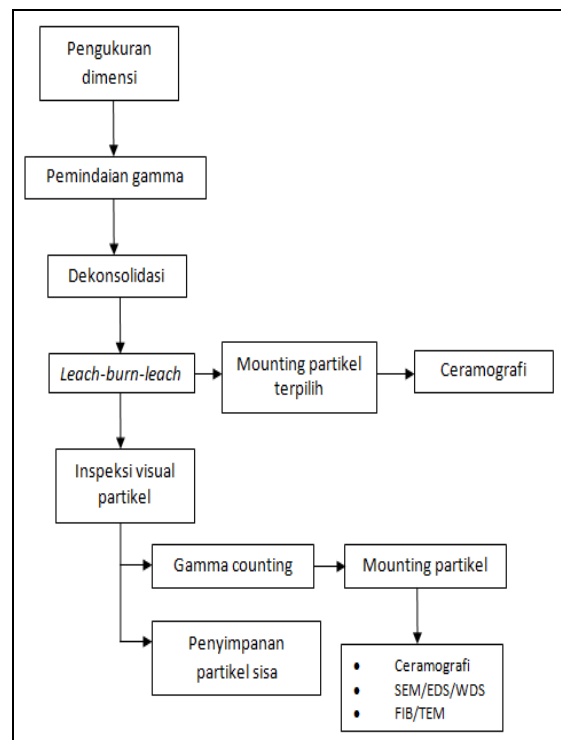 Pengukuran
dimensi
Pemindaian gamma
Dekonsolidasi
Leach-burn-leach
Mounting partikel
terpilih
Ceramografi
Inspeksi visual
partikel
Gamma counting
Mounting partikel
Penyimpanan
partikel sisa
• Ceramografi
• SEM/EDS/WDS
• FIB/TEM